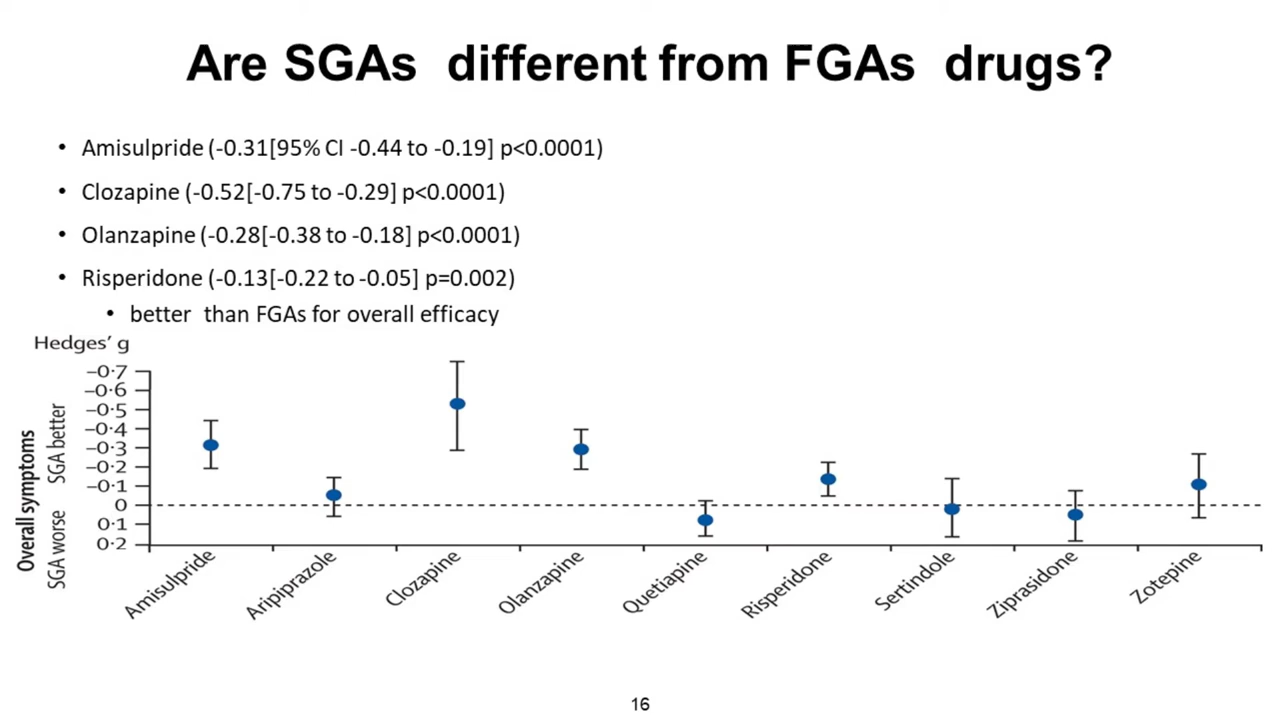 Are SGAs different from FGAs drugs?
• Amisulpride (-0.31[95% CI -0.44 to -0.19] p<0.0001)
• Clozapine (-0.52[-0.75 to -0.29] p<0.0001)
• Olanzapine (-0.28[-0.38 to -0.18] p<0.0001)
• Risperidone (-0.13[-0.22 to -0.05] p=0.002)
• better than FGAs for overall efficacy
Hedges’ g
–0·7
–0·6
–0·5
–0·4
–0·3
–0·2
–0·1
0
0·1
0·2
Overall symptoms
SGA better
SGA worse
Amisulpride
Aripiprazole
Clozapine
Olanzapine
Quetiapine
Risperidone
Sertindole
Ziprasidone
Zotepine
16